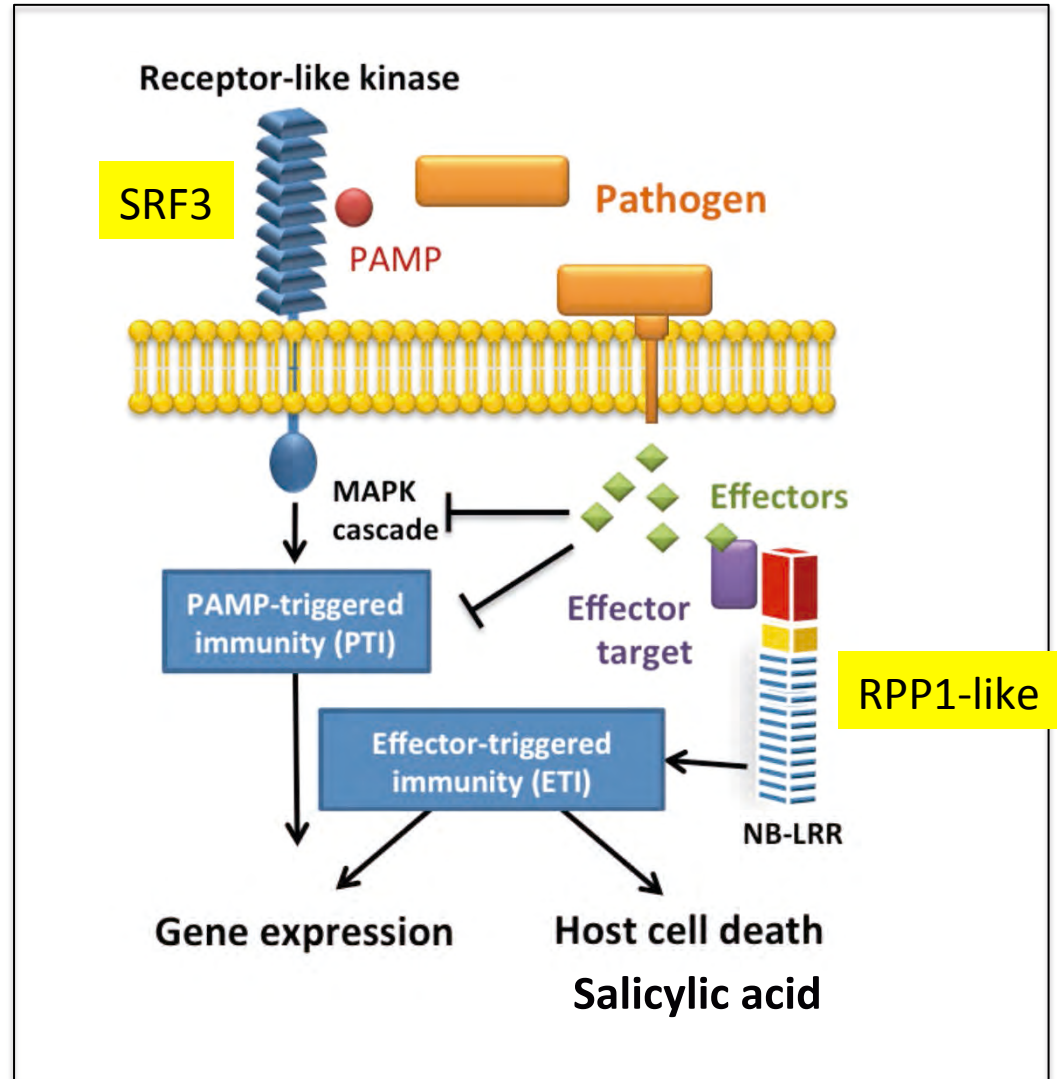 Receptor-like kinase
SRF3
PAMP
Pathogen
MAPK
cascade
Effectors
PAMP-triggered
immunity (PTI)
Effector
target
RPP1-like
Effector-triggered
immunity (ETI)
NB-LRR
Gene expression
Host cell death
Salicylic acid